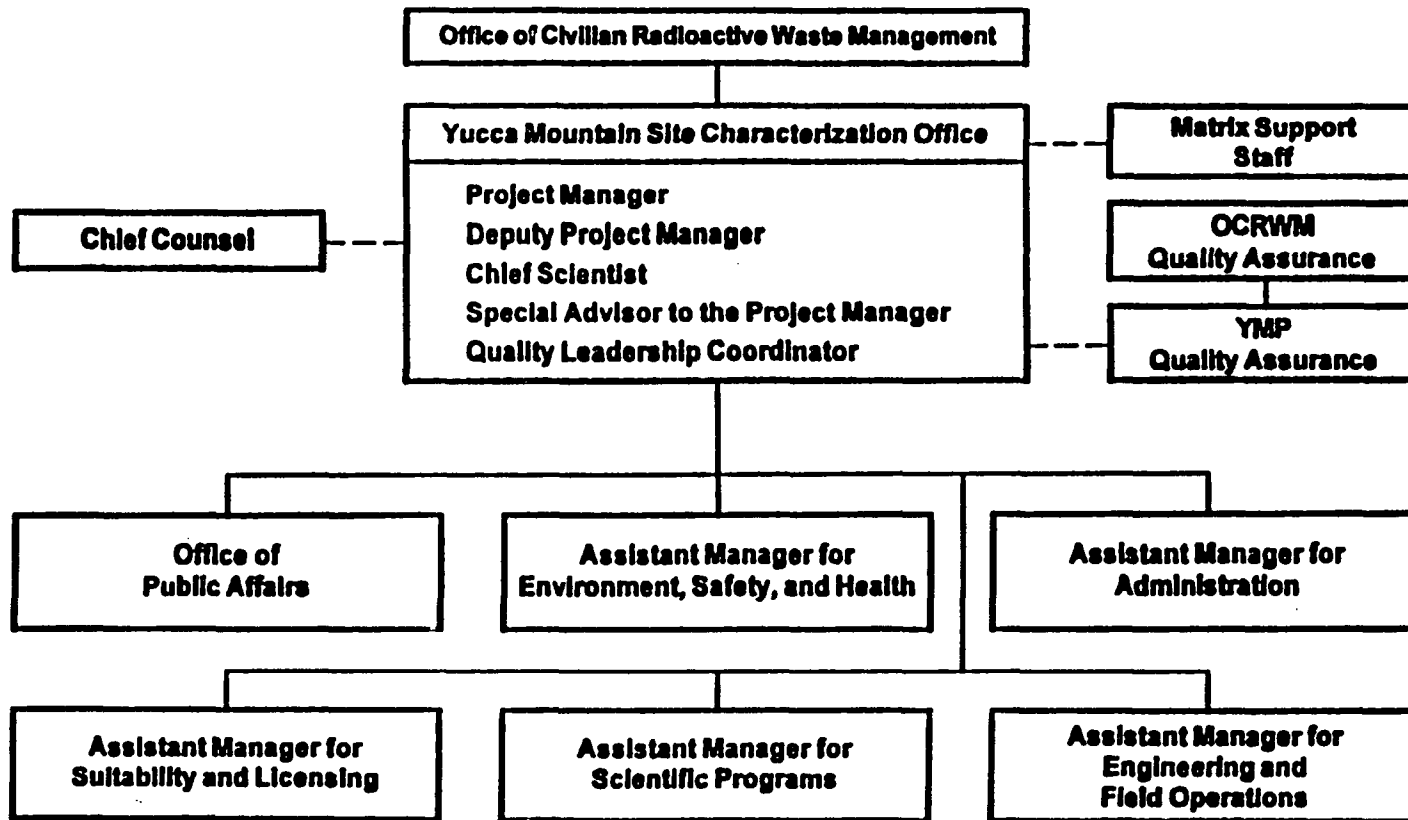 Office of Civilian Radioactive Waste Management
Yucca Mountain Site Characterization Office
Project Manager
Deputy Project Manager
Chief Scientist
Special Advisor to the Project Manager
Quality Leadership Coordinator
Chief Counsel
Matrix Support
Staff
OCRWM
Quality Assurance
YMP
Quality Assurance
Office of
Public Affairs
Assistant Manager for
Environment, Safety, and Health
Assistant Manager for
Administration
Assistant Manager for
Suitability and Licensing
Assistant Manager for
Scientific Programs
Assistant Manager for
Engineering and
Field Operations